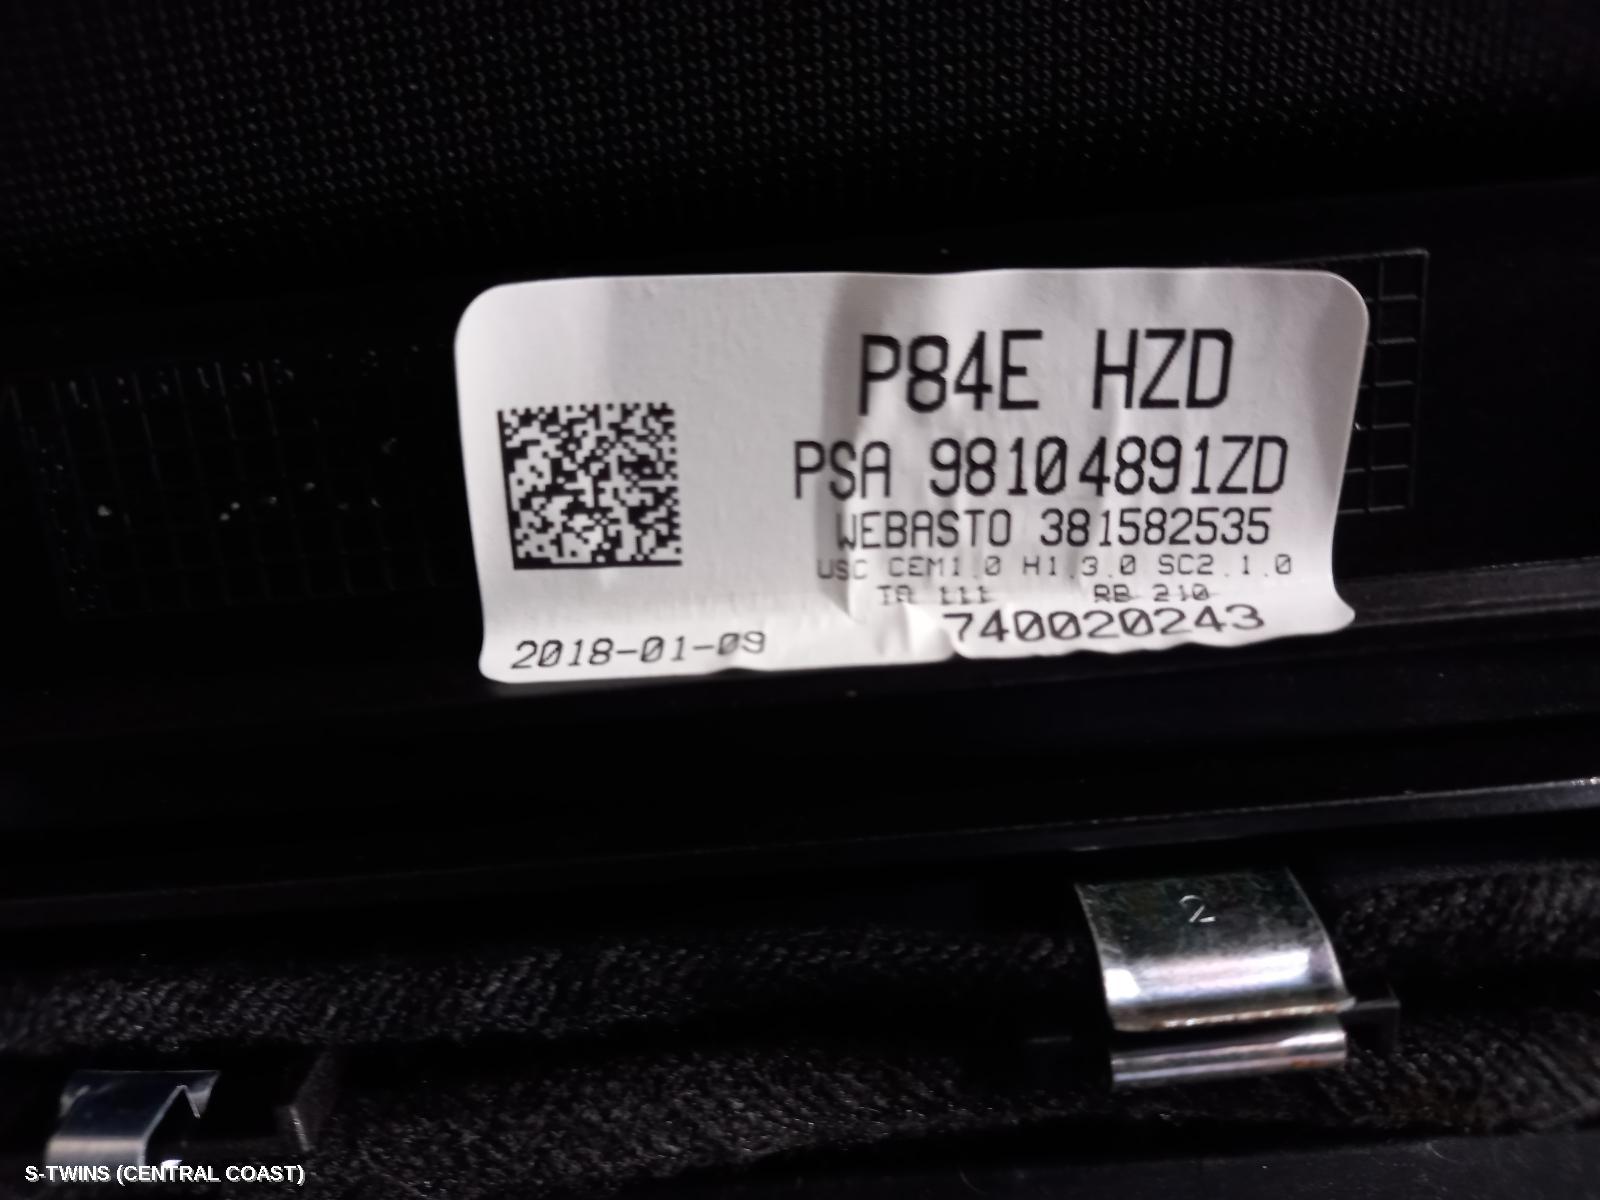 P84E HZD
PSA 98104891ZD
WEBASTO 381582535
USC CEM1.0 H1.3.0 SC2.1.0
TA 111 RB 210
740020243
2018-01-09
2
S-TWINS (CENTRAL COAST)